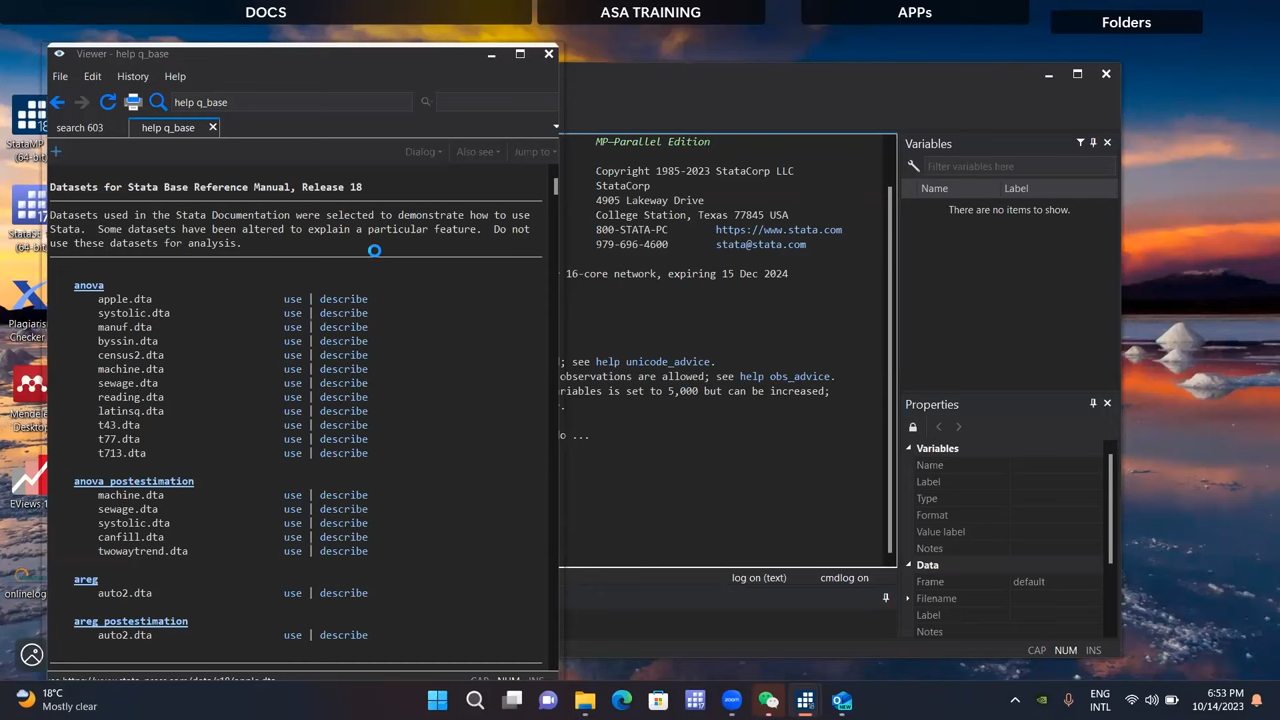 DOCS
ASA TRAINING
APPs
Folders
Viewer - help q_base
File Edit History Help
help q_base
search 603
help q_base
Dialog Also see Jump to
Datasets for Stata Base Reference Manual, Release 18
Datasets used in the Stata Documentation were selected to demonstrate how to use
Stata. Some datasets have been altered to explain a particular feature. Do not
use these datasets for analysis.
anova
apple.dta use | describe
systolic.dta use | describe
manuf.dta use | describe
byssin.dta use | describe
census2.dta use | describe
machine.dta use | describe
sewage.dta use | describe
reading.dta use | describe
latinsq.dta use | describe
t43.dta use | describe
t77.dta use | describe
t713.dta use | describe
anova postestimation
machine.dta use | describe
sewage.dta use | describe
systolic.dta use | describe
canfill.dta use | describe
twowaytrend.dta use | describe
areg
auto2.dta use | describe
areg postestimation
auto2.dta use | describe
StataMP
(64-bit)
Plagiaris
Checker
Mendele
Desktop
EViews 1
onlinelog
MP—Parallel Edition
Copyright 1985-2023 StataCorp LLC
StataCorp
4905 Lakeway Drive
College Station, Texas 77845 USA
800-STATA-PC https://www.stata.com
979-696-4600 stata@stata.com
16-core network, expiring 15 Dec 2024
; see help unicode_advice.
observations are allowed; see help obs_advice.
riables is set to 5,000 but can be increased;
lo ...
log on (text) cmdlog on
Variables
Filter variables here
Name Label
There are no items to show.
Properties
Variables
Name
Label
Type
Format
Value label
Notes
Data
Frame default
Filename
Label
Notes
CAP NUM INS
18°C
Mostly clear
ENG
INTL
6:53 PM
10/14/2023